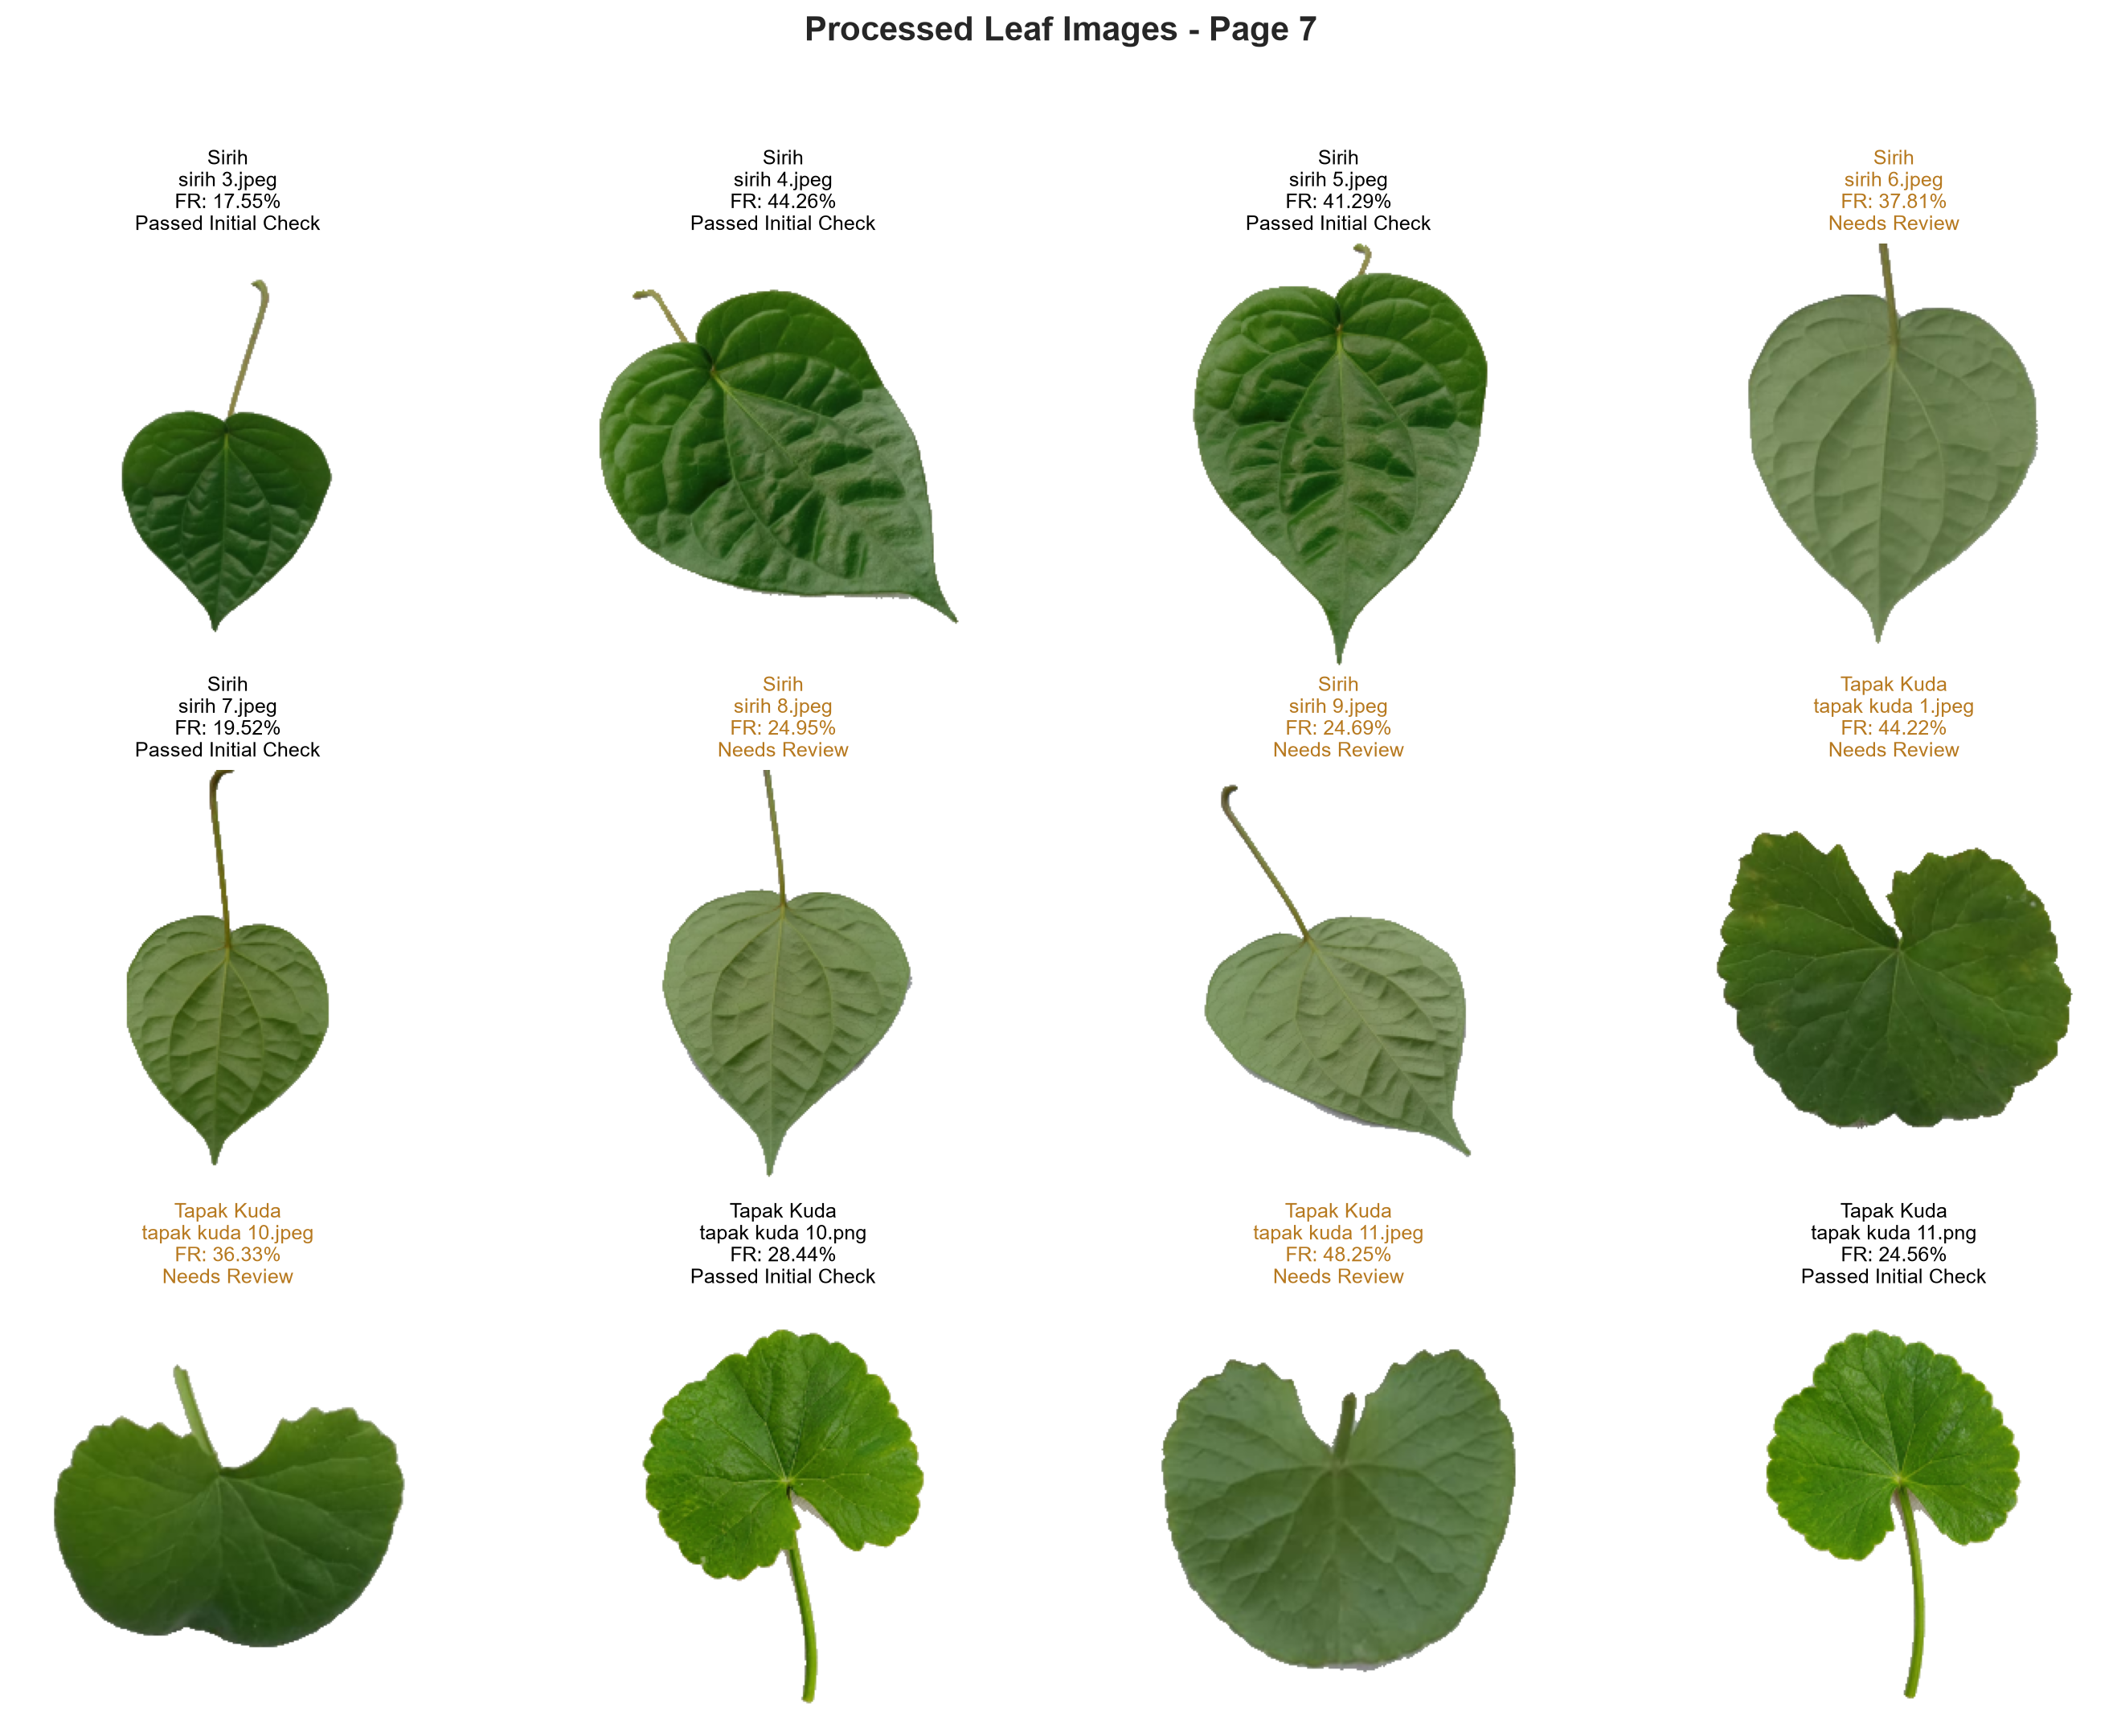 Processed Leaf Images - Page 7
Sirih
sirih 3.jpeg
FR: 17.55%
Passed Initial Check
Sirih
sirih 4.jpeg
FR: 44.26%
Passed Initial Check
Sirih
sirih 5.jpeg
FR: 41.29%
Passed Initial Check
Sirih
sirih 6.jpeg
FR: 37.81%
Needs Review
Sirih
sirih 7.jpeg
FR: 19.52%
Passed Initial Check
Sirih
sirih 8.jpeg
FR: 24.95%
Needs Review
Sirih
sirih 9.jpeg
FR: 24.69%
Needs Review
Tapak Kuda
tapak kuda 1.jpeg
FR: 44.22%
Needs Review
Tapak Kuda
tapak kuda 10.jpeg
FR: 36.33%
Needs Review
Tapak Kuda
tapak kuda 10.png
FR: 28.44%
Passed Initial Check
Tapak Kuda
tapak kuda 11.jpeg
FR: 48.25%
Needs Review
Tapak Kuda
tapak kuda 11.png
FR: 24.56%
Passed Initial Check